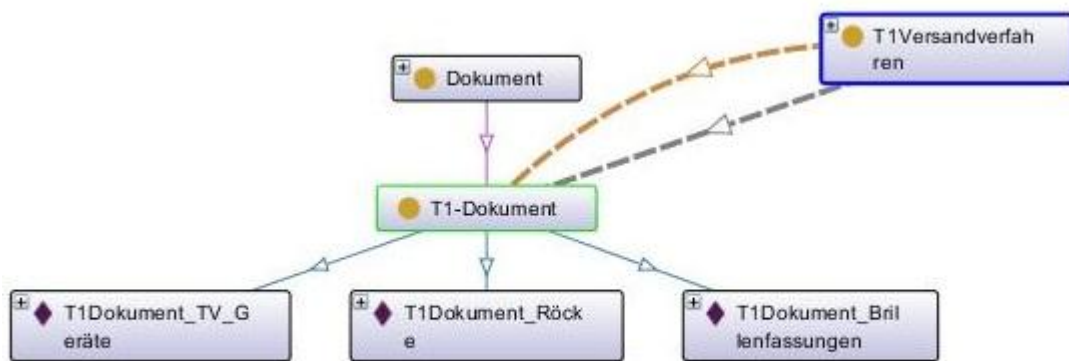 T1Versandverfah
ren
Dokument
T1-Dokument
T1Dokument_TV_G
eräte
T1Dokument_Röck
e
T1Dokument_Bril
lenfassungen